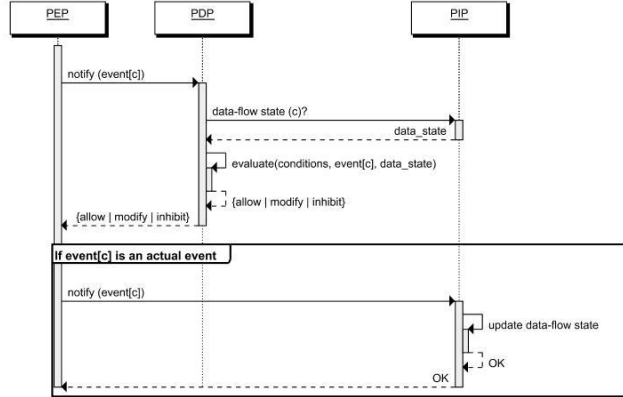 PEP
PDP
PIP
notify (event[c])
data-flow state (c)?
data_state
evaluate(conditions, event[c], data_state)
{allow | modify | inhibit}
{allow | modify | inhibit}
If event[c] is an actual event
notify (event[c])
update data-flow state
OK
OK